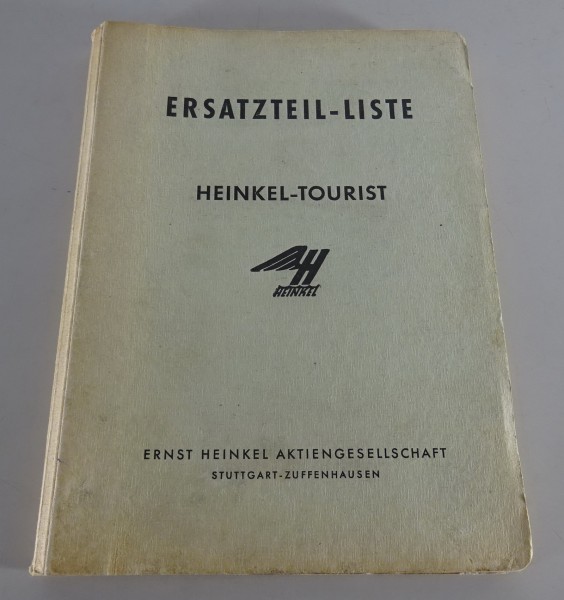 ERSATZTEIL-LISTE
HEINKEL-TOURIST
H
HEINKEL
ERNST HEINKEL AKTIENGESELLSCHAFT
STUTTGART-ZUFFENHAUSEN